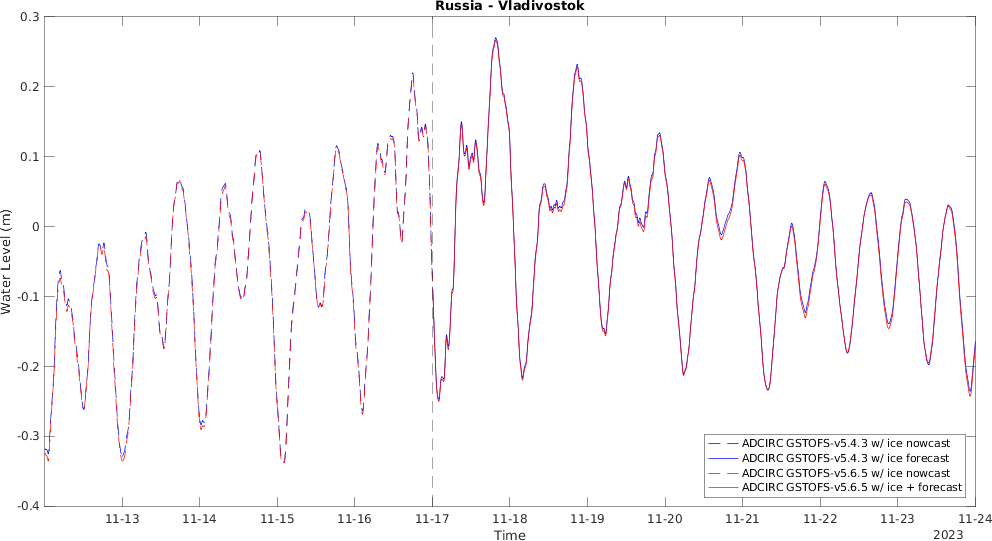 Russia - Vladivostok
0.3
0.2
0.1
0
-0.1
-0.2
-0.3
-0.4
Water Level (m)
ADCIRC GSTOFS-v5.4.3 w/ ice nowcast
ADCIRC GSTOFS-v5.4.3 w/ ice forecast
ADCIRC GSTOFS-v5.6.5 w/ ice nowcast
ADCIRC GSTOFS-v5.6.5 w/ ice + forecast
11-13 11-14 11-15 11-16 11-17 11-18 11-19 11-20 11-21 11-22 11-23 11-24
Time
2023